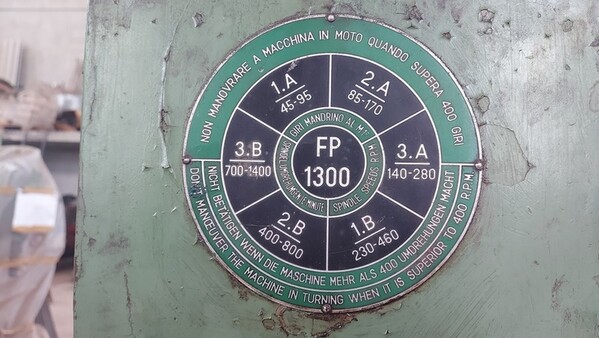 NON MANOVRARE A MACCHINA IN MOTO QUANDO SUPERA 400 GIRI
1.A
45-95
2.A
85-170
3.A
140-280
1.B
230-460
2.B
400-800
3.B
700-1400
GIRI MANDRINO AL M1'
SPINDLE SPEEDS R.P.M.
FP
1300
NICHT BETÄTIGEN WENN DIE MASCHINE MEHR ALS 400 UMDREHUNGEN MACHT
DON'T MANŒUVER THE MACHINE IN TURNING WHEN IT IS SUPERIOR TO 400 R.P.M.